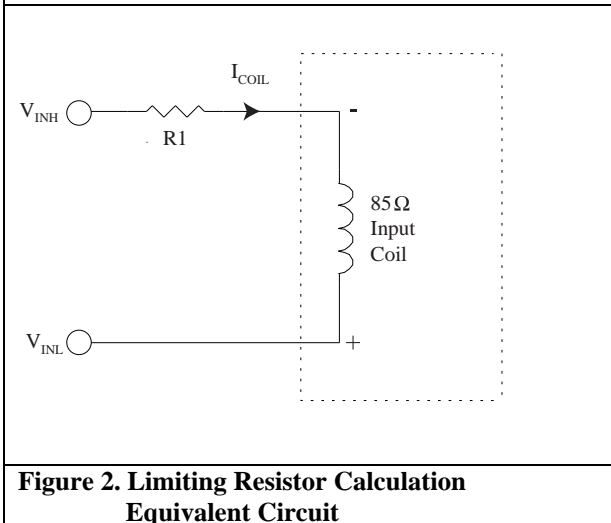 I_COIL
V_INH
-
R1
85Ω
Input
Coil
V_INL
+
Figure 2. Limiting Resistor Calculation
Equivalent Circuit